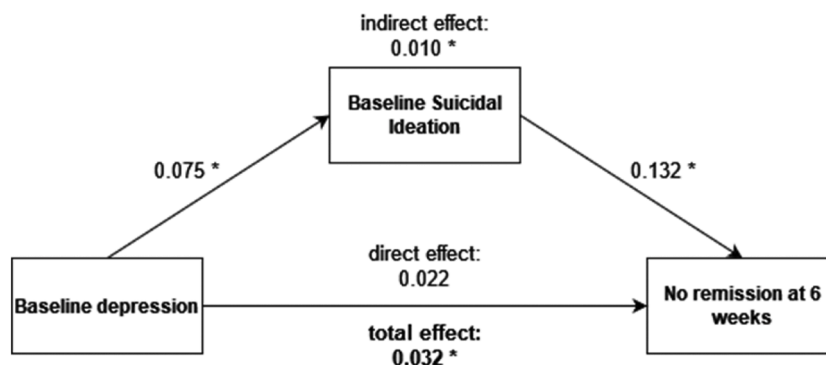 indirect effect:
0.010 *
Baseline Suicidal
Ideation
0.075 *
0.132 *
direct effect:
0.022
Baseline depression
No remission at 6
weeks
total effect:
0.032 *